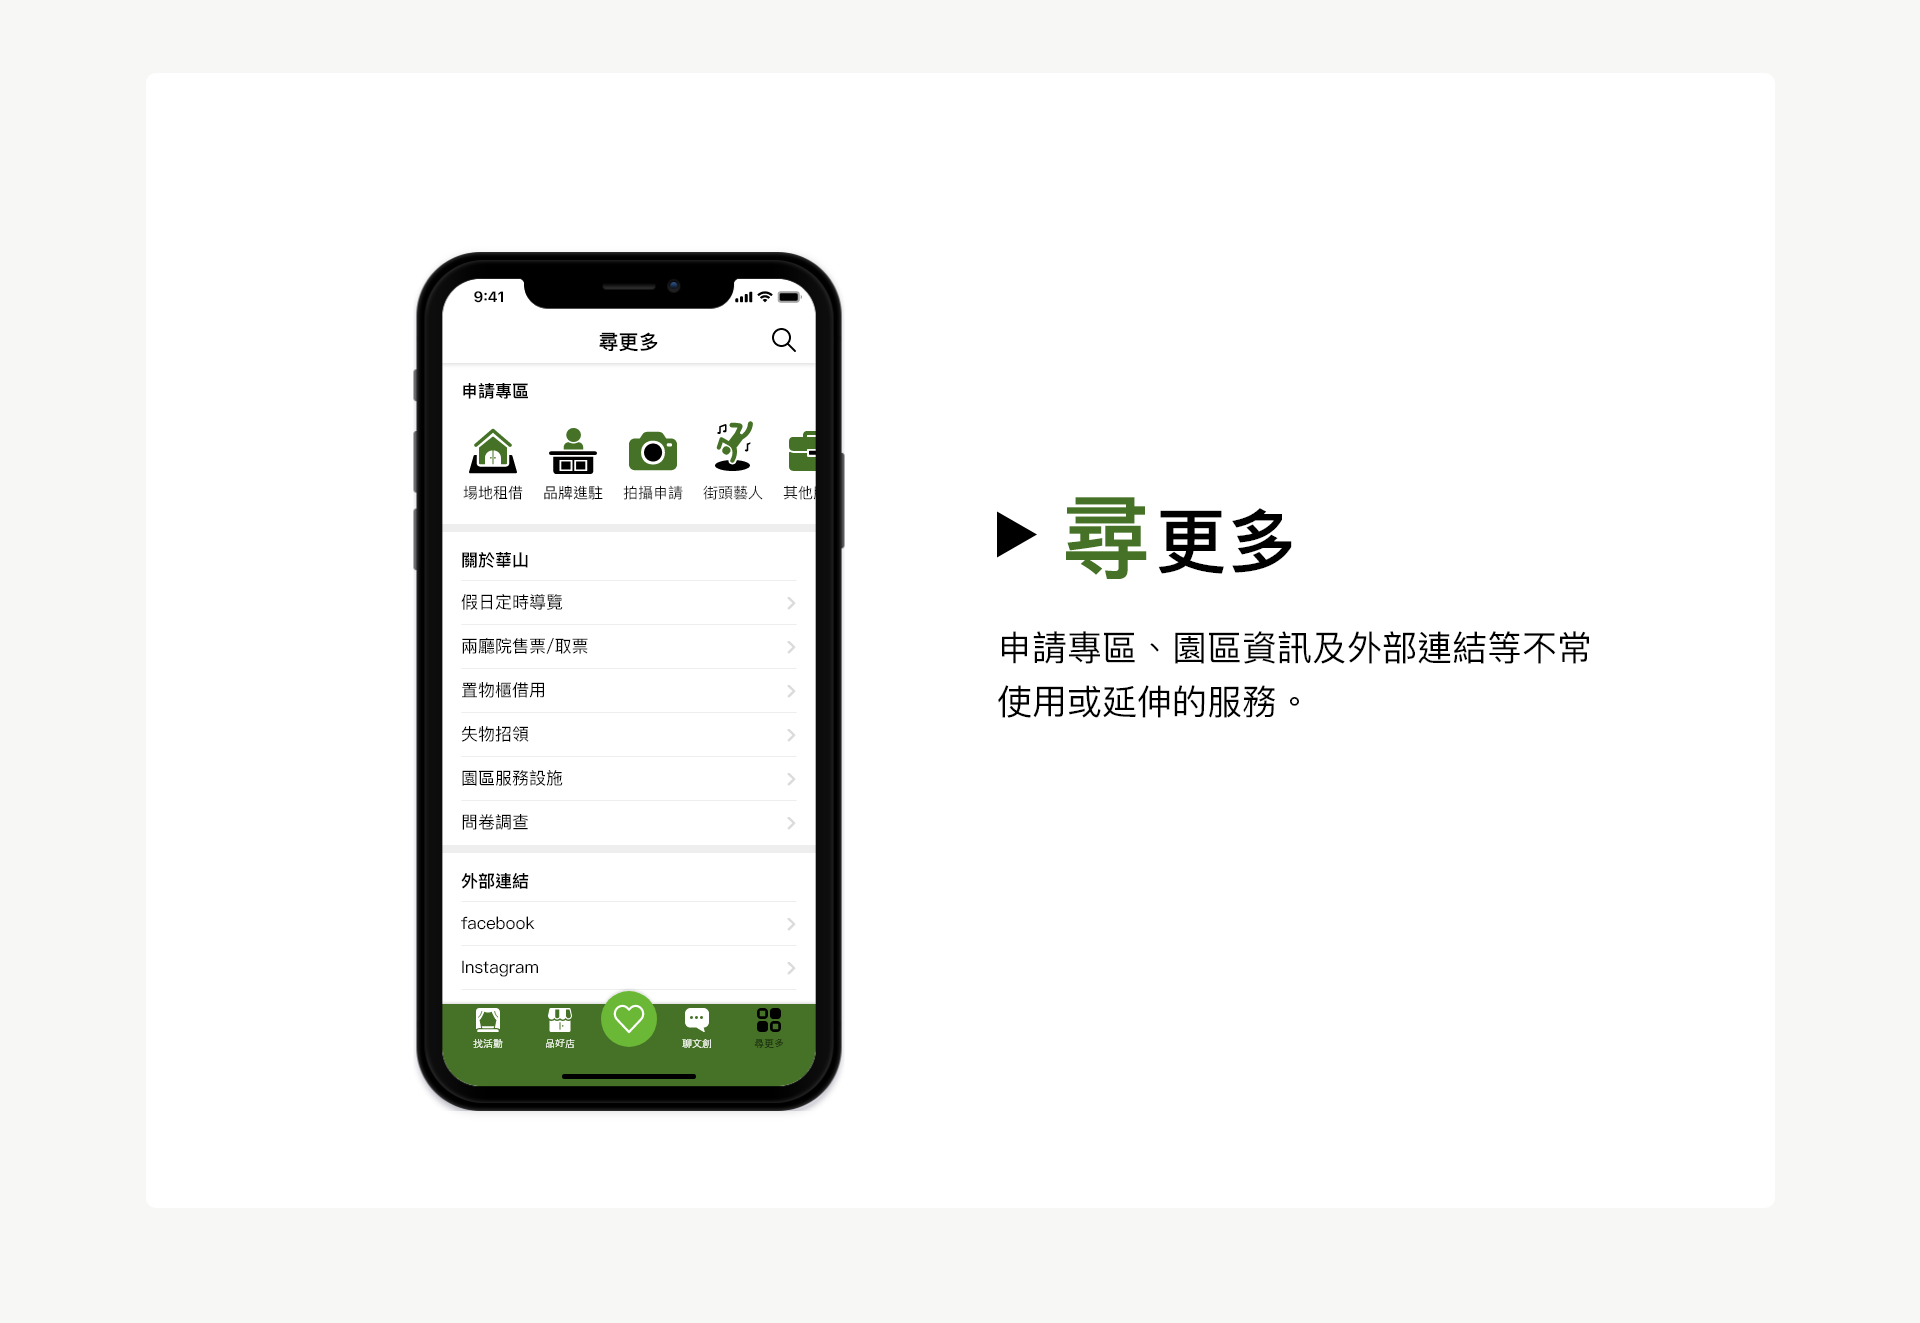 9:41
尋更多
申請專區
場地租借 品牌進駐 拍攝申請 街頭藝人 其他
關於華山
假日定時導覽
兩廳院售票/取票
置物櫃借用
失物招領
園區服務設施
問卷調查
外部連結
facebook
Instagram
找活動 品好店 聊文創 尋更多
尋更多
申請專區、園區資訊及外部連結等不常
使用或延伸的服務。